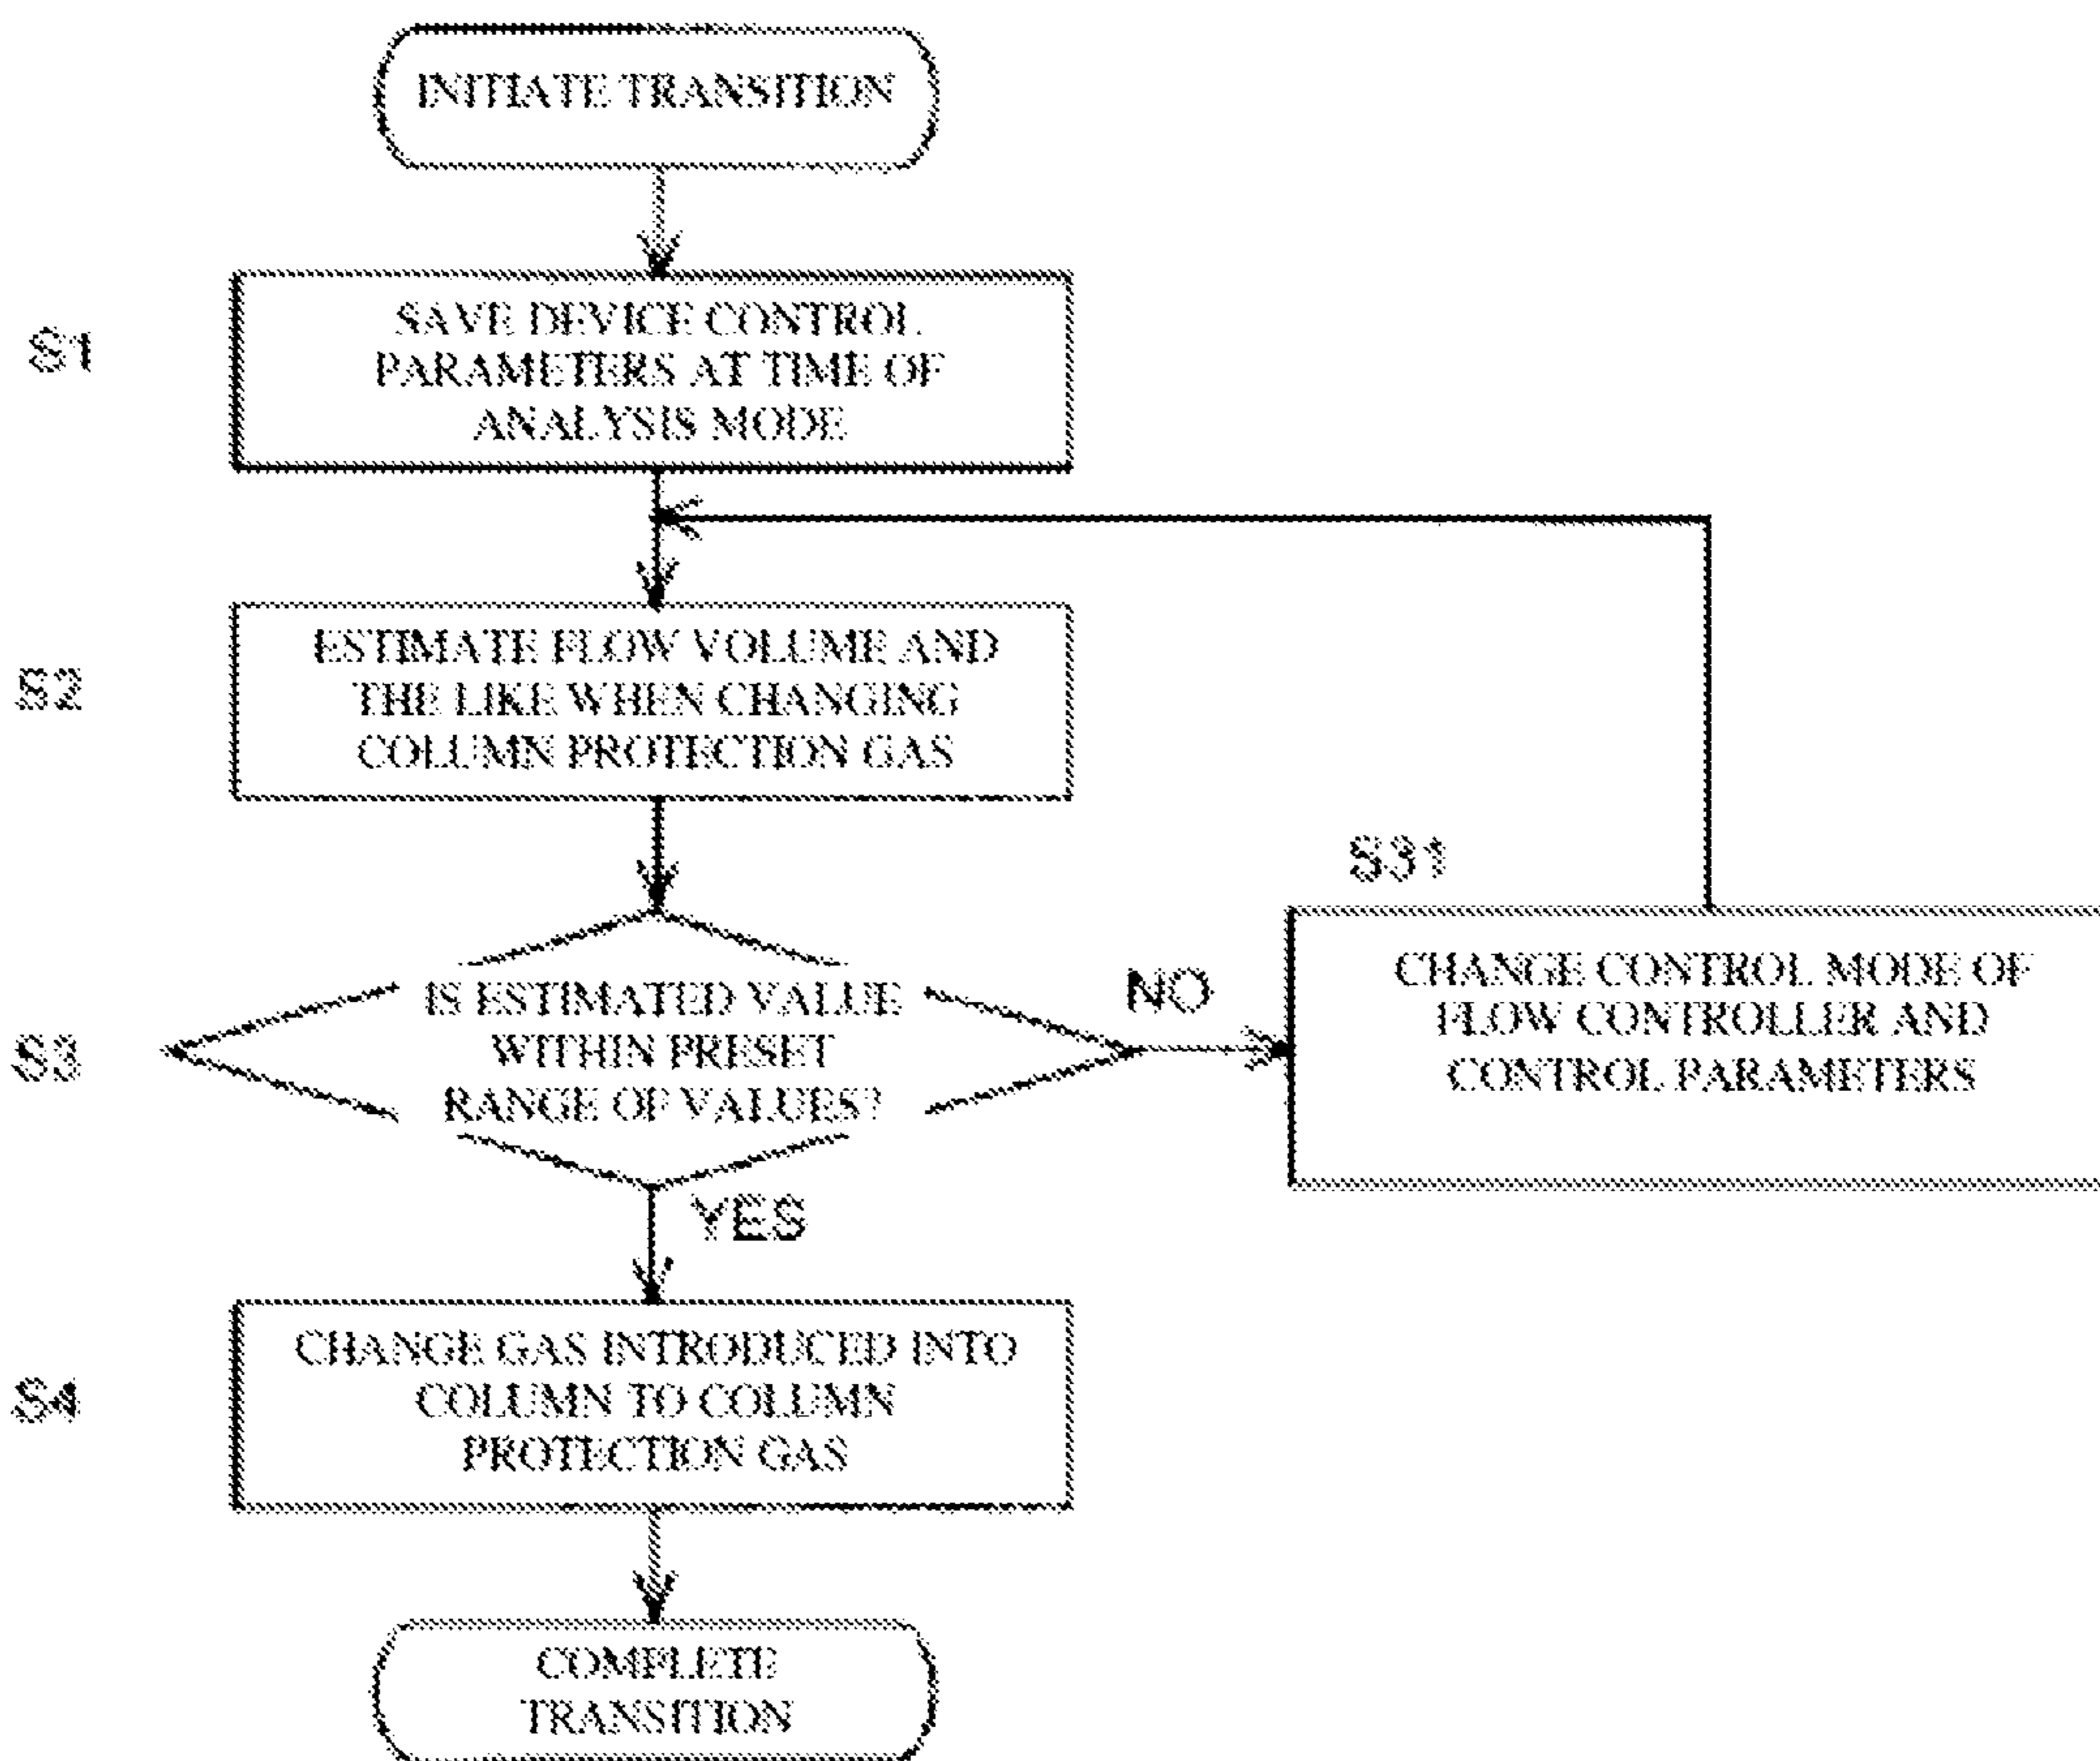 INITIATE TRANSITION
S1
SAVE DEVICE CONTROL
PARAMETERS AT TIME OF
ANALYSIS MODE
S2
ESTIMATE FLOW VOLUME AND
THE LIKE WHEN CHANGING
COLUMN PROTECTION GAS
S3
IS ESTIMATED VALUE
WITHIN PRESET
RANGE OF VALUES?
NO
S31
CHANGE CONTROL MODE OF
FLOW CONTROLLER AND
CONTROL PARAMETERS
YES
S4
CHANGE GAS INTRODUCED INTO
COLUMN TO COLUMN
PROTECTION GAS
COMPLETE
TRANSITION